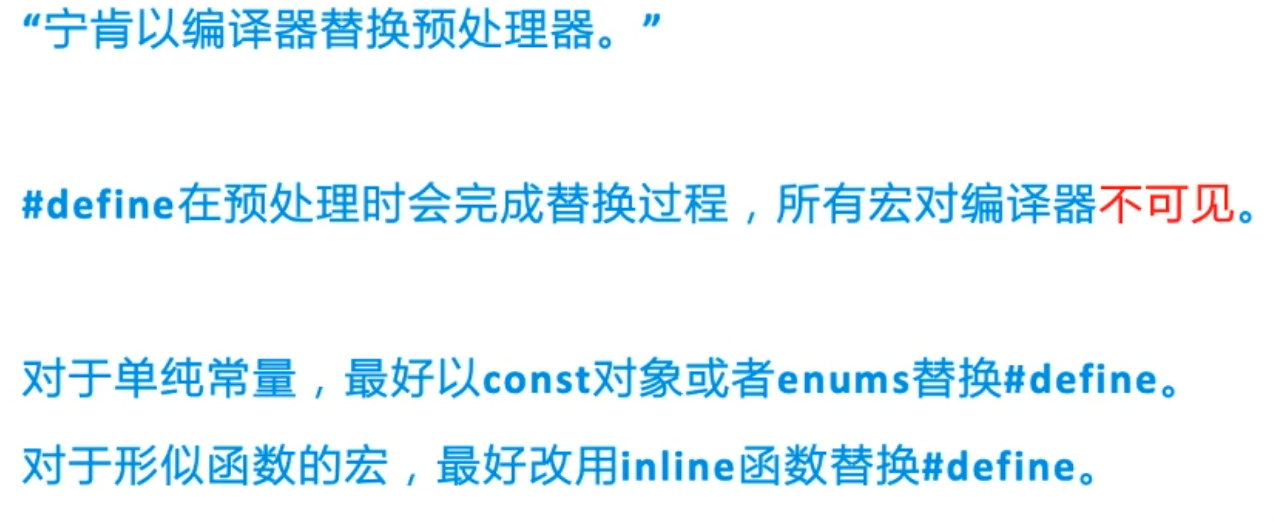 “宁肯以编译器替换预处理器。”
#define在预处理时会完成替换过程，所有宏对编译器不可见。
对于单纯常量，最好以const对象或者enums替换#define。
对于形似函数的宏，最好改用inline函数替换#define。